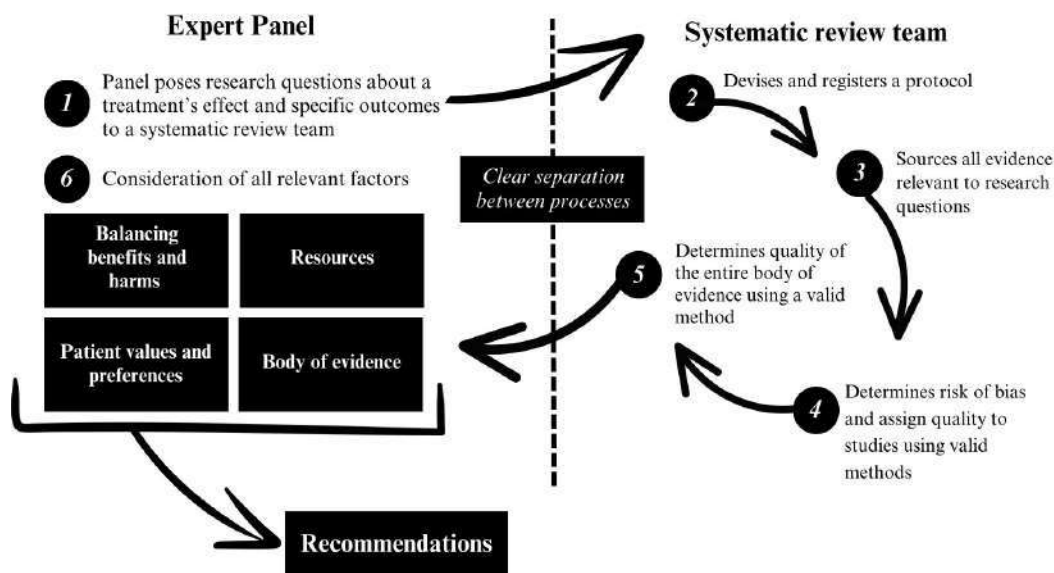 Expert Panel
1
Panel poses research questions about a
treatment's effect and specific outcomes
to a systematic review team
6
Consideration of all relevant factors
Balancing
benefits and
harms
Resources
Patient values and
preferences
Body of evidence
Recommendations
Clear separation
between processes
Systematic review team
2
Devises and registers a protocol
3
Sources all evidence
relevant to research
questions
4
Determines risk of bias
and assign quality to
studies using valid
methods
5
Determines quality of
the entire body of
evidence using a valid
method